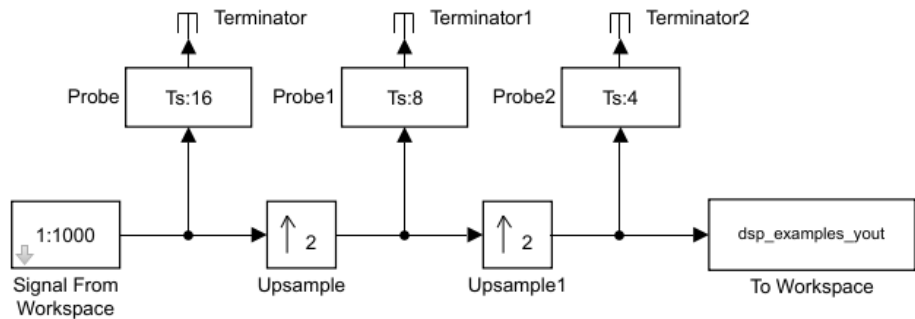 Terminator
Terminator1
Terminator2
Probe
Ts:16
Probe1
Ts:8
Probe2
Ts:4
1:1000
2
2
dsp_examples_yout
Signal From
Workspace
Upsample
Upsample1
To Workspace